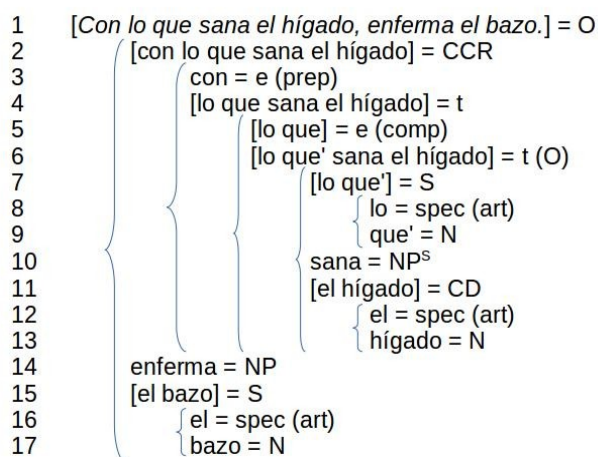 1 [Con lo que sana el hígado, enferma el bazo.] = O
2 [con lo que sana el hígado] = CCR
3 con = e (prep)
4 [lo que sana el hígado] = t
5 [lo que] = e (comp)
6 [lo que' sana el hígado] = t (O)
7 [lo que'] = S
8 lo = spec (art)
9 que' = N
10 sana = NPˢ
11 [el hígado] = CD
12 el = spec (art)
13 hígado = N
14 enferma = NP
15 [el bazo] = S
16 el = spec (art)
17 bazo = N